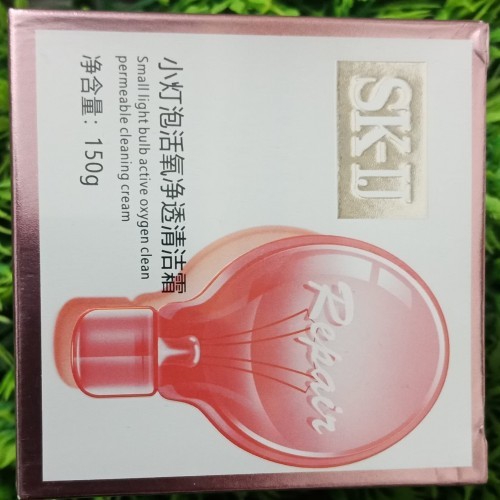 SK-II
小灯泡活氧净透清洁霜
Small light bulb active oxygen clean
permeable cleaning cream
净含量：150g
Repair